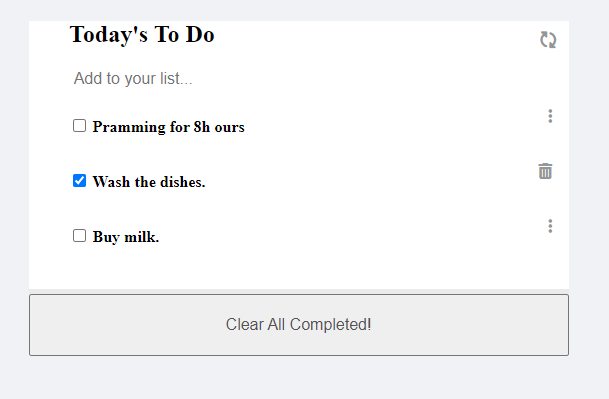 Today's To Do
Add to your list...
Pramming for 8h ours
Wash the dishes.
Buy milk.
Clear All Completed!